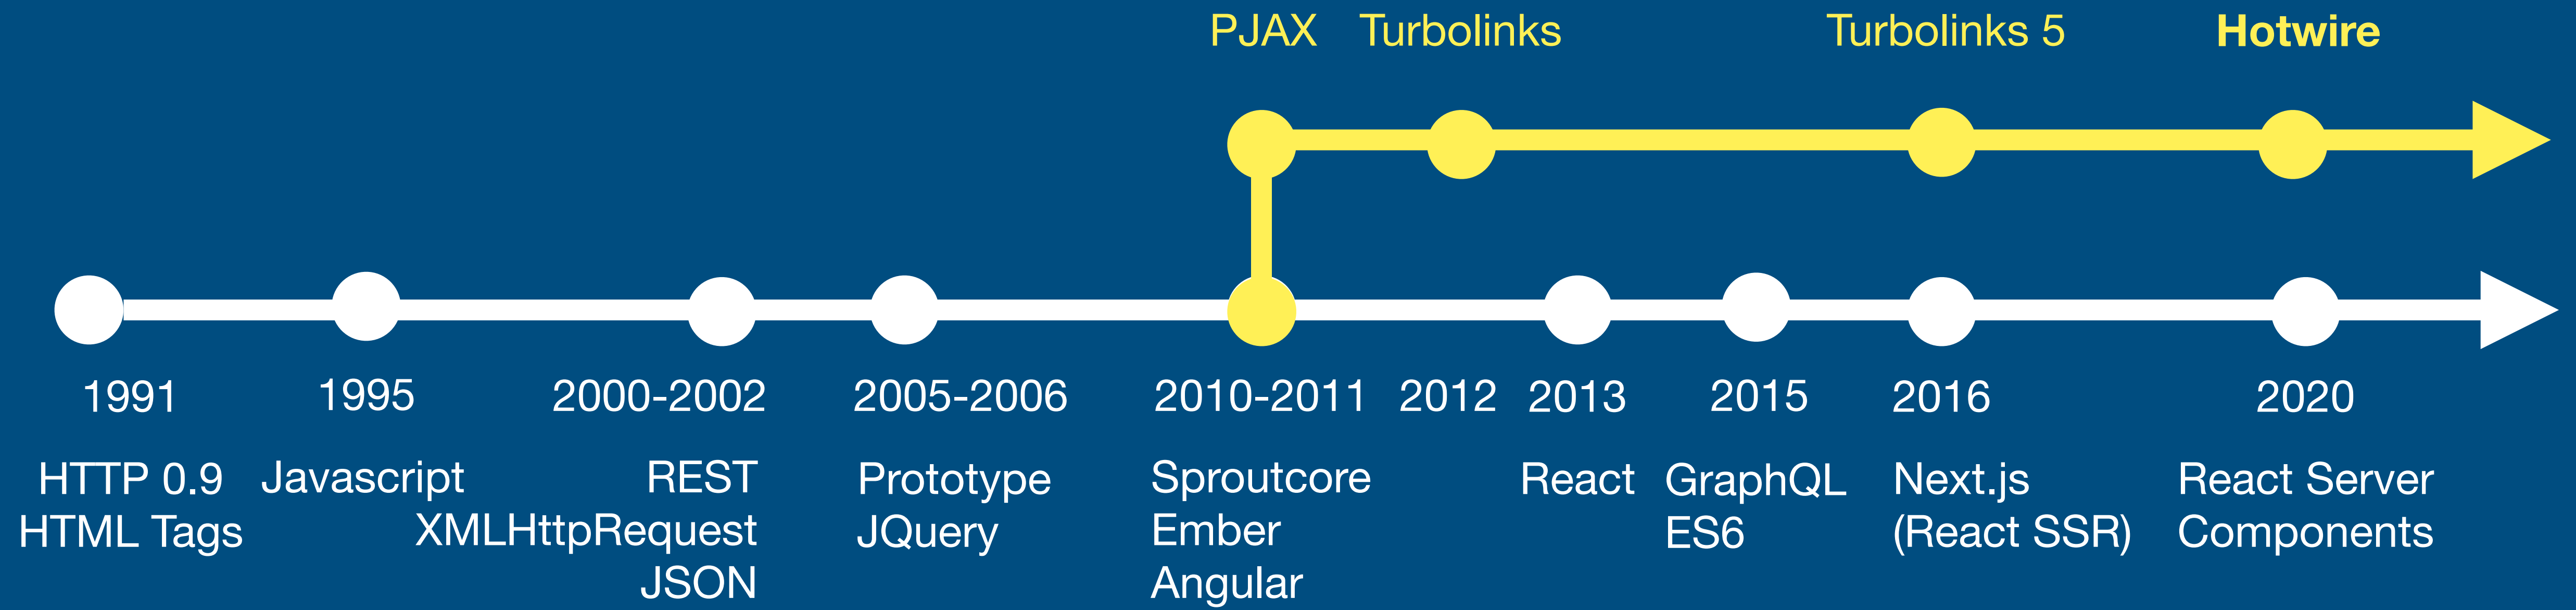 PJAX Turbolinks Turbolinks 5 Hotwire
1991 1995 2000-2002 2005-2006 2010-2011 2012 2013 2015 2016 2020
HTTP 0.9 Javascript REST Prototype Sproutcore React GraphQL Next.js React Server
HTML Tags XMLHttpRequest JQuery Ember ES6 (React SSR) Components
JSON Angular